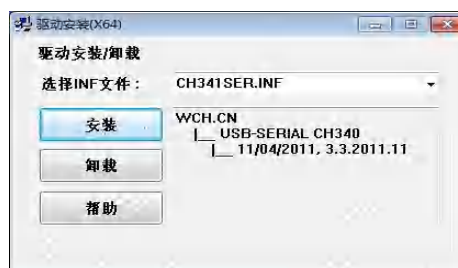 驱动安装(X64)
驱动安装/卸载
选择INF文件： CH341SER.INF
安装
WCH.CN
|__ USB-SERIAL CH340
|__ 11/04/2011, 3.3.2011.11
卸载
帮助